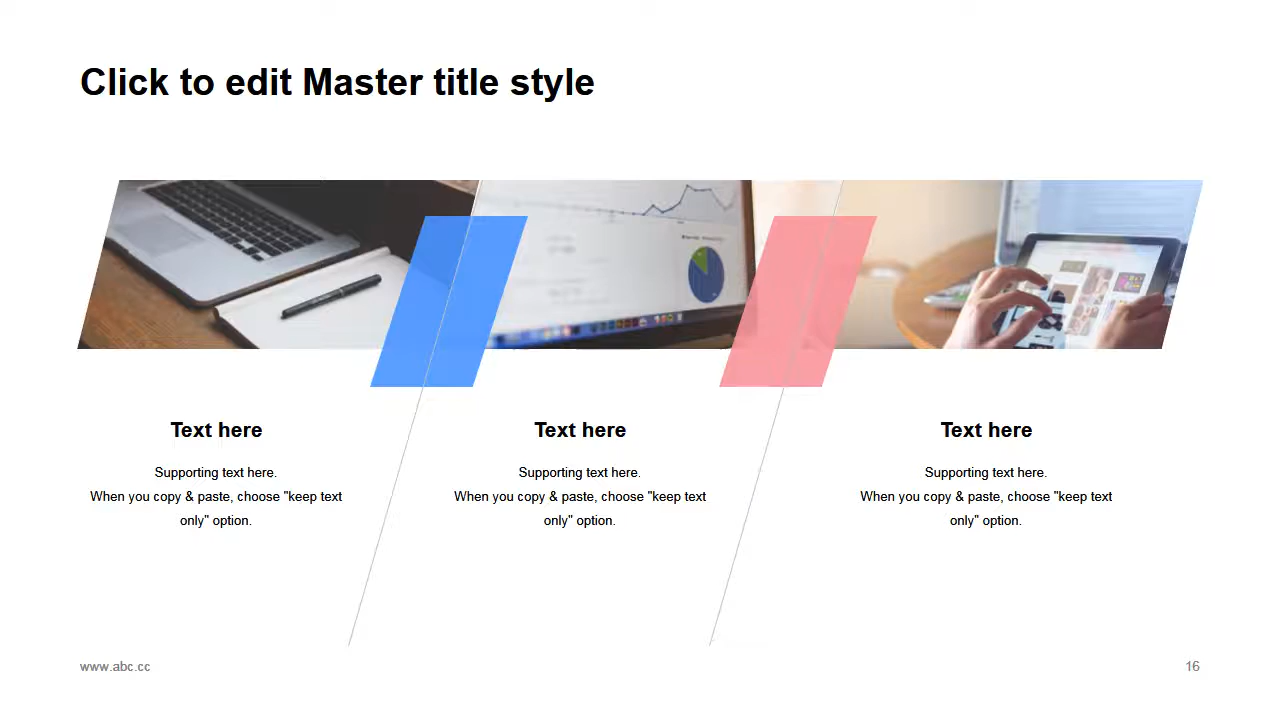 Click to edit Master title style
Text here
Supporting text here.
When you copy & paste, choose "keep text
only" option.
Text here
Supporting text here.
When you copy & paste, choose "keep text
only" option.
Text here
Supporting text here.
When you copy & paste, choose "keep text
only" option.
www.abc.cc
16